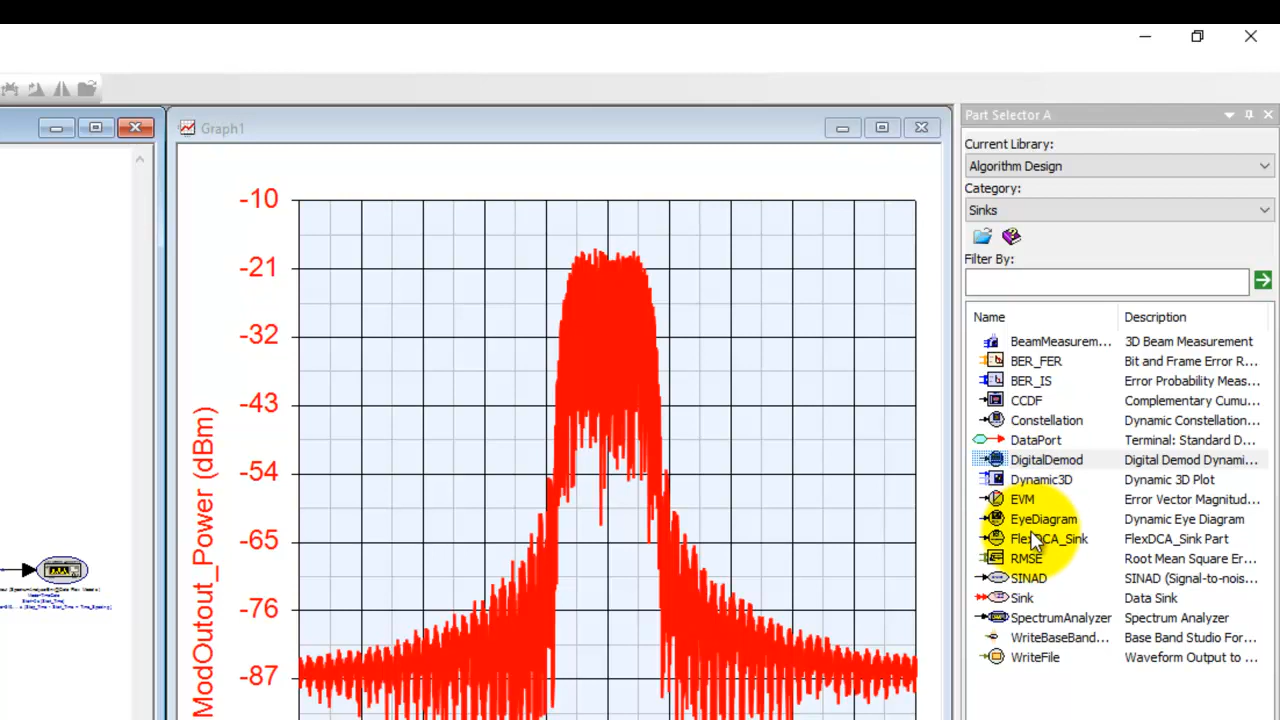 Graph1
-10
-21
-32
-43
-54
-65
-76
-87
ModOutout_Power (dBm)
Part Selector A
Current Library:
Algorithm Design
Category:
Sinks
Filter By:
Name Description
BeamMeasurem... 3D Beam Measurement
BER_FER Bit and Frame Error R...
BER_IS Error Probability Meas...
CCDF Complementary Cumu...
Constellation Dynamic Constellation...
DataPort Terminal: Standard D...
DigitalDemod Digital Demod Dynami...
Dynamic3D Dynamic 3D Plot
EVM Error Vector Magnitud...
EyeDiagram Dynamic Eye Diagram
FlexDCA_Sink FlexDCA_Sink Part
RMSE Root Mean Square Er...
SINAD SINAD (Signal-to-nois...
Sink Data Sink
SpectrumAnalyzer Spectrum Analyzer
WriteBaseBand... Base Band Studio For...
WriteFile Waveform Output to ...